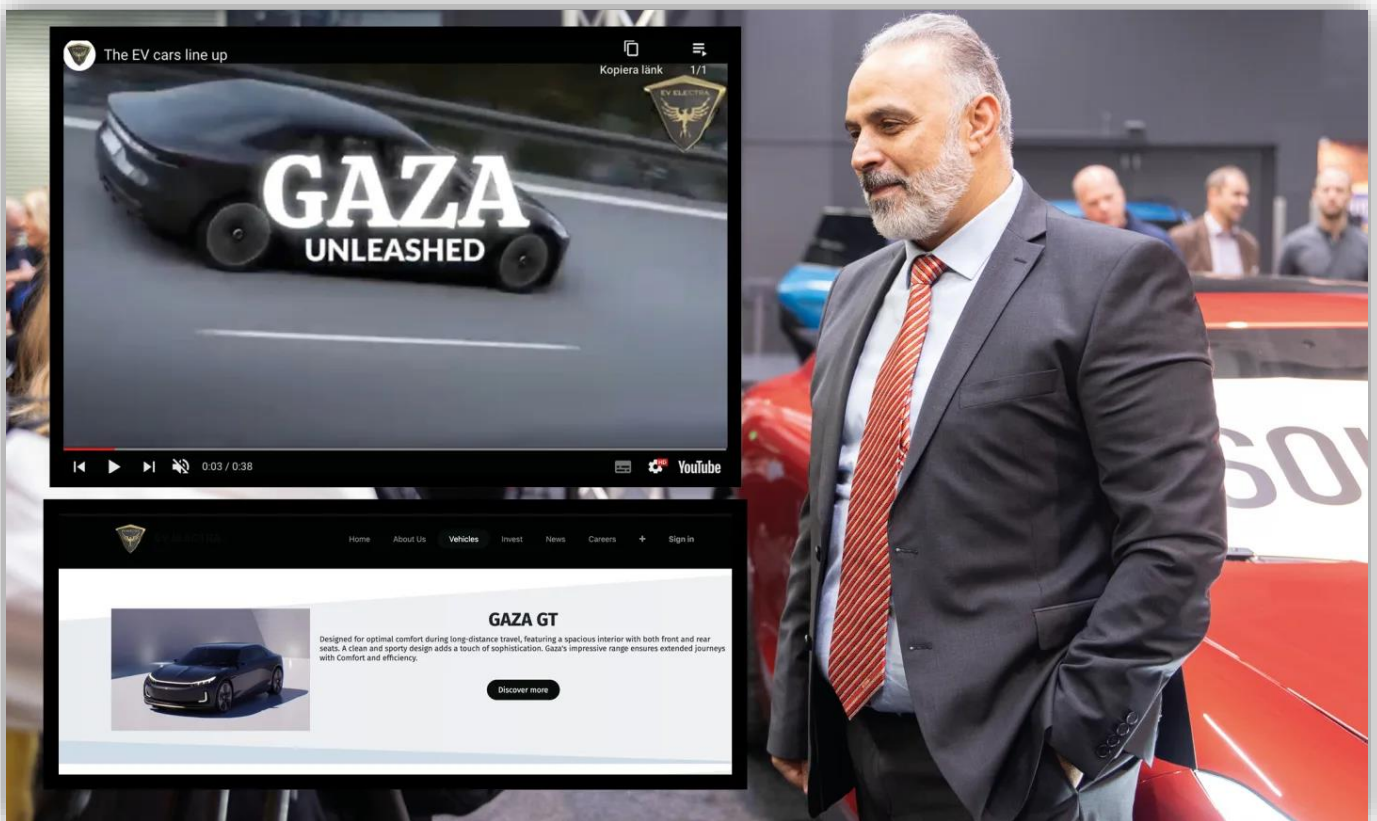 The EV cars line up
Kopiera länk
1/1
EV ELECTRA
GAZA
UNLEASHED
0:03 / 0:38
HD
YouTube
Home About Us Vehicles Invest News Careers + Sign in
GAZA GT
Designed for optimal comfort during long-distance travel, featuring a spacious interior with both front and rear
seats. A clean and sporty design adds a touch of sophistication. Gaza's impressive range ensures extended journeys
with Comfort and efficiency.
Discover more